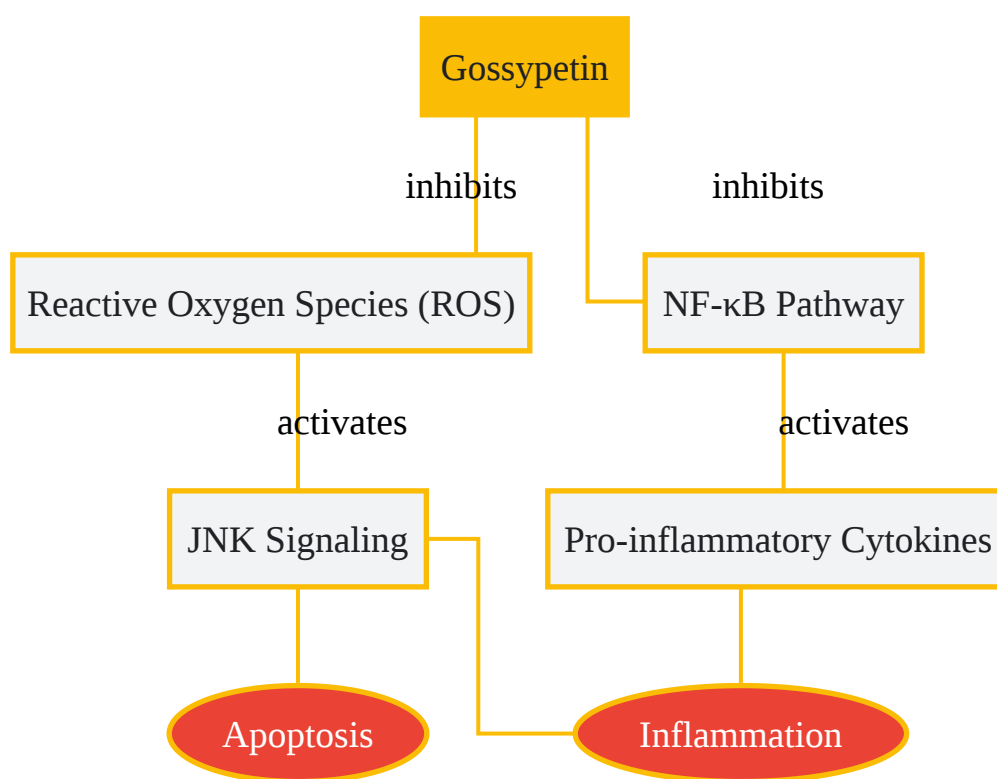 Gossypetin
inhibits
inhibits
Reactive Oxygen Species (ROS)
NF-κB Pathway
activates
activates
JNK Signaling
Pro-inflammatory Cytokines
Apoptosis
Inflammation